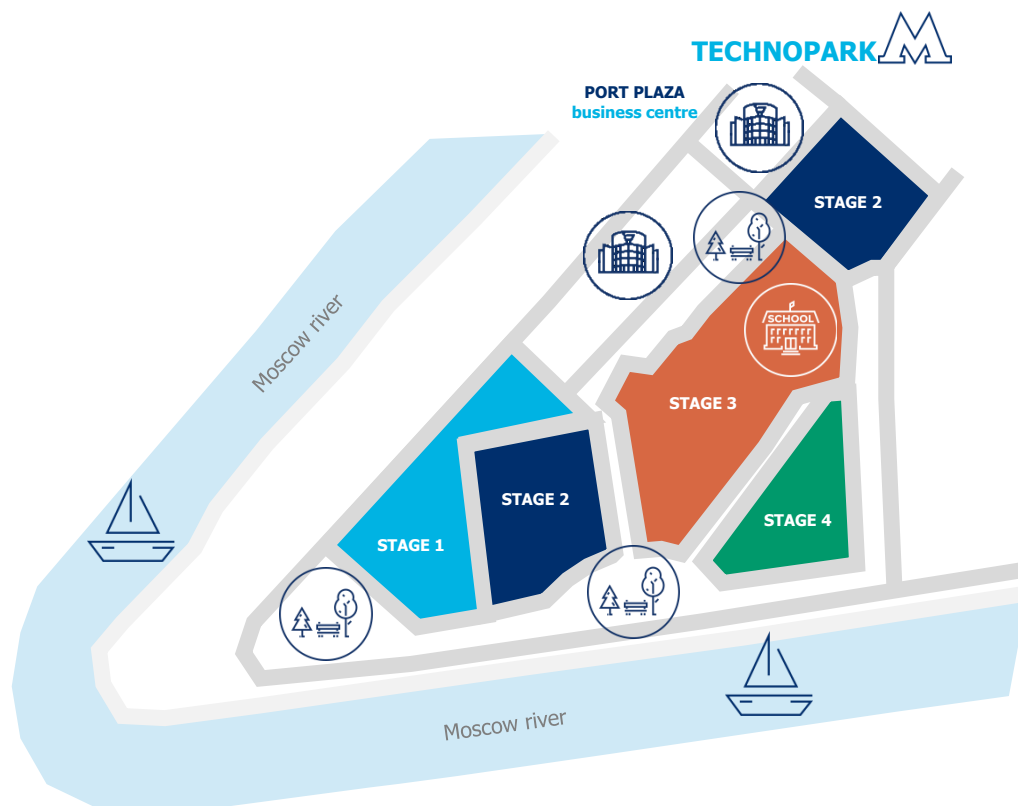 TECHNOPARK
PORT PLAZA
business centre
STAGE 2
SCHOOL
Moscow river
STAGE 3
STAGE 2
STAGE 4
STAGE 1
Moscow river